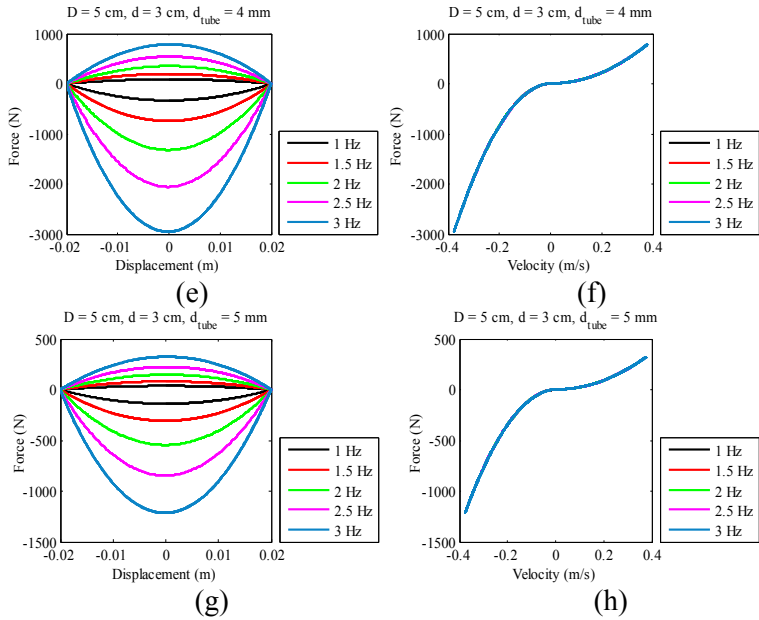 D = 5 cm, d = 3 cm, d_tube = 4 mm
1000
0
-1000
-2000
-3000
Force (N)
-0.02 -0.01 0 0.01 0.02
Displacement (m)
1 Hz
1.5 Hz
2 Hz
2.5 Hz
3 Hz
(e)
D = 5 cm, d = 3 cm, d_tube = 4 mm
1000
0
-1000
-2000
-3000
Force (N)
-0.4 -0.2 0 0.2 0.4
Velocity (m/s)
1 Hz
1.5 Hz
2 Hz
2.5 Hz
3 Hz
(f)
D = 5 cm, d = 3 cm, d_tube = 5 mm
500
0
-500
-1000
-1500
Force (N)
-0.02 -0.01 0 0.01 0.02
Displacement (m)
1 Hz
1.5 Hz
2 Hz
2.5 Hz
3 Hz
(g)
D = 5 cm, d = 3 cm, d_tube = 5 mm
500
0
-500
-1000
-1500
Force (N)
-0.4 -0.2 0 0.2 0.4
Velocity (m/s)
1 Hz
1.5 Hz
2 Hz
2.5 Hz
3 Hz
(h)